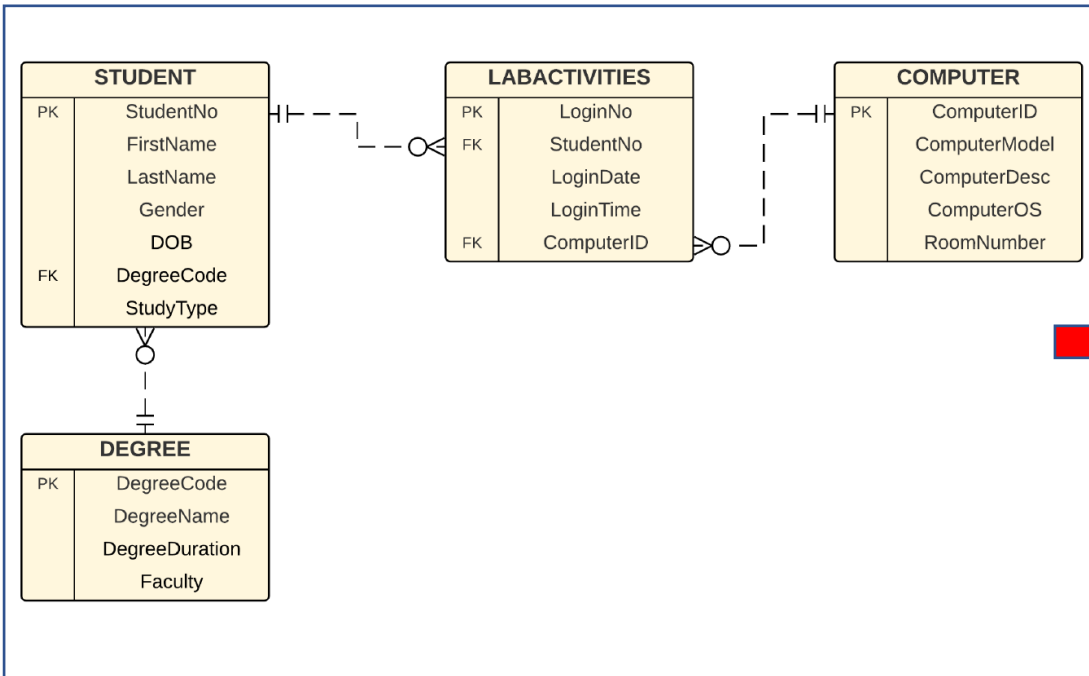 STUDENT
PK StudentNo
FirstName
LastName
Gender
DOB
FK DegreeCode
StudyType
LABACTIVITIES
PK LoginNo
FK StudentNo
LoginDate
LoginTime
FK ComputerID
COMPUTER
PK ComputerID
ComputerModel
ComputerDesc
ComputerOS
RoomNumber
DEGREE
PK DegreeCode
DegreeName
DegreeDuration
Faculty